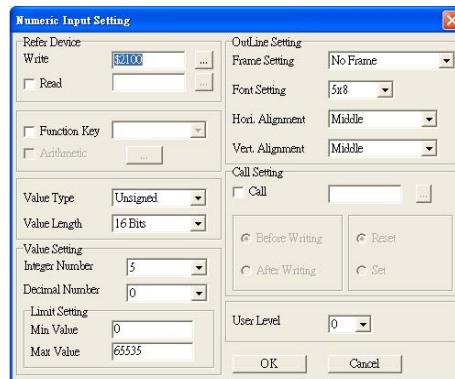 Numeric Input Setting
Refer Device
Write $2100 ...
Read ...
Function Key
Arithmetic ...
Value Type Unsigned
Value Length 16 Bits
Value Setting
Integer Number 5
Decimal Number 0
Limit Setting
Min Value 0
Max Value 65535
OutLine Setting
Frame Setting No Frame
Font Setting 5x8
Hori. Alignment Middle
Vert. Alignment Middle
Call Setting
Call ...
Before Writing Reset
After Writing Set
User Level 0
OK Cancel